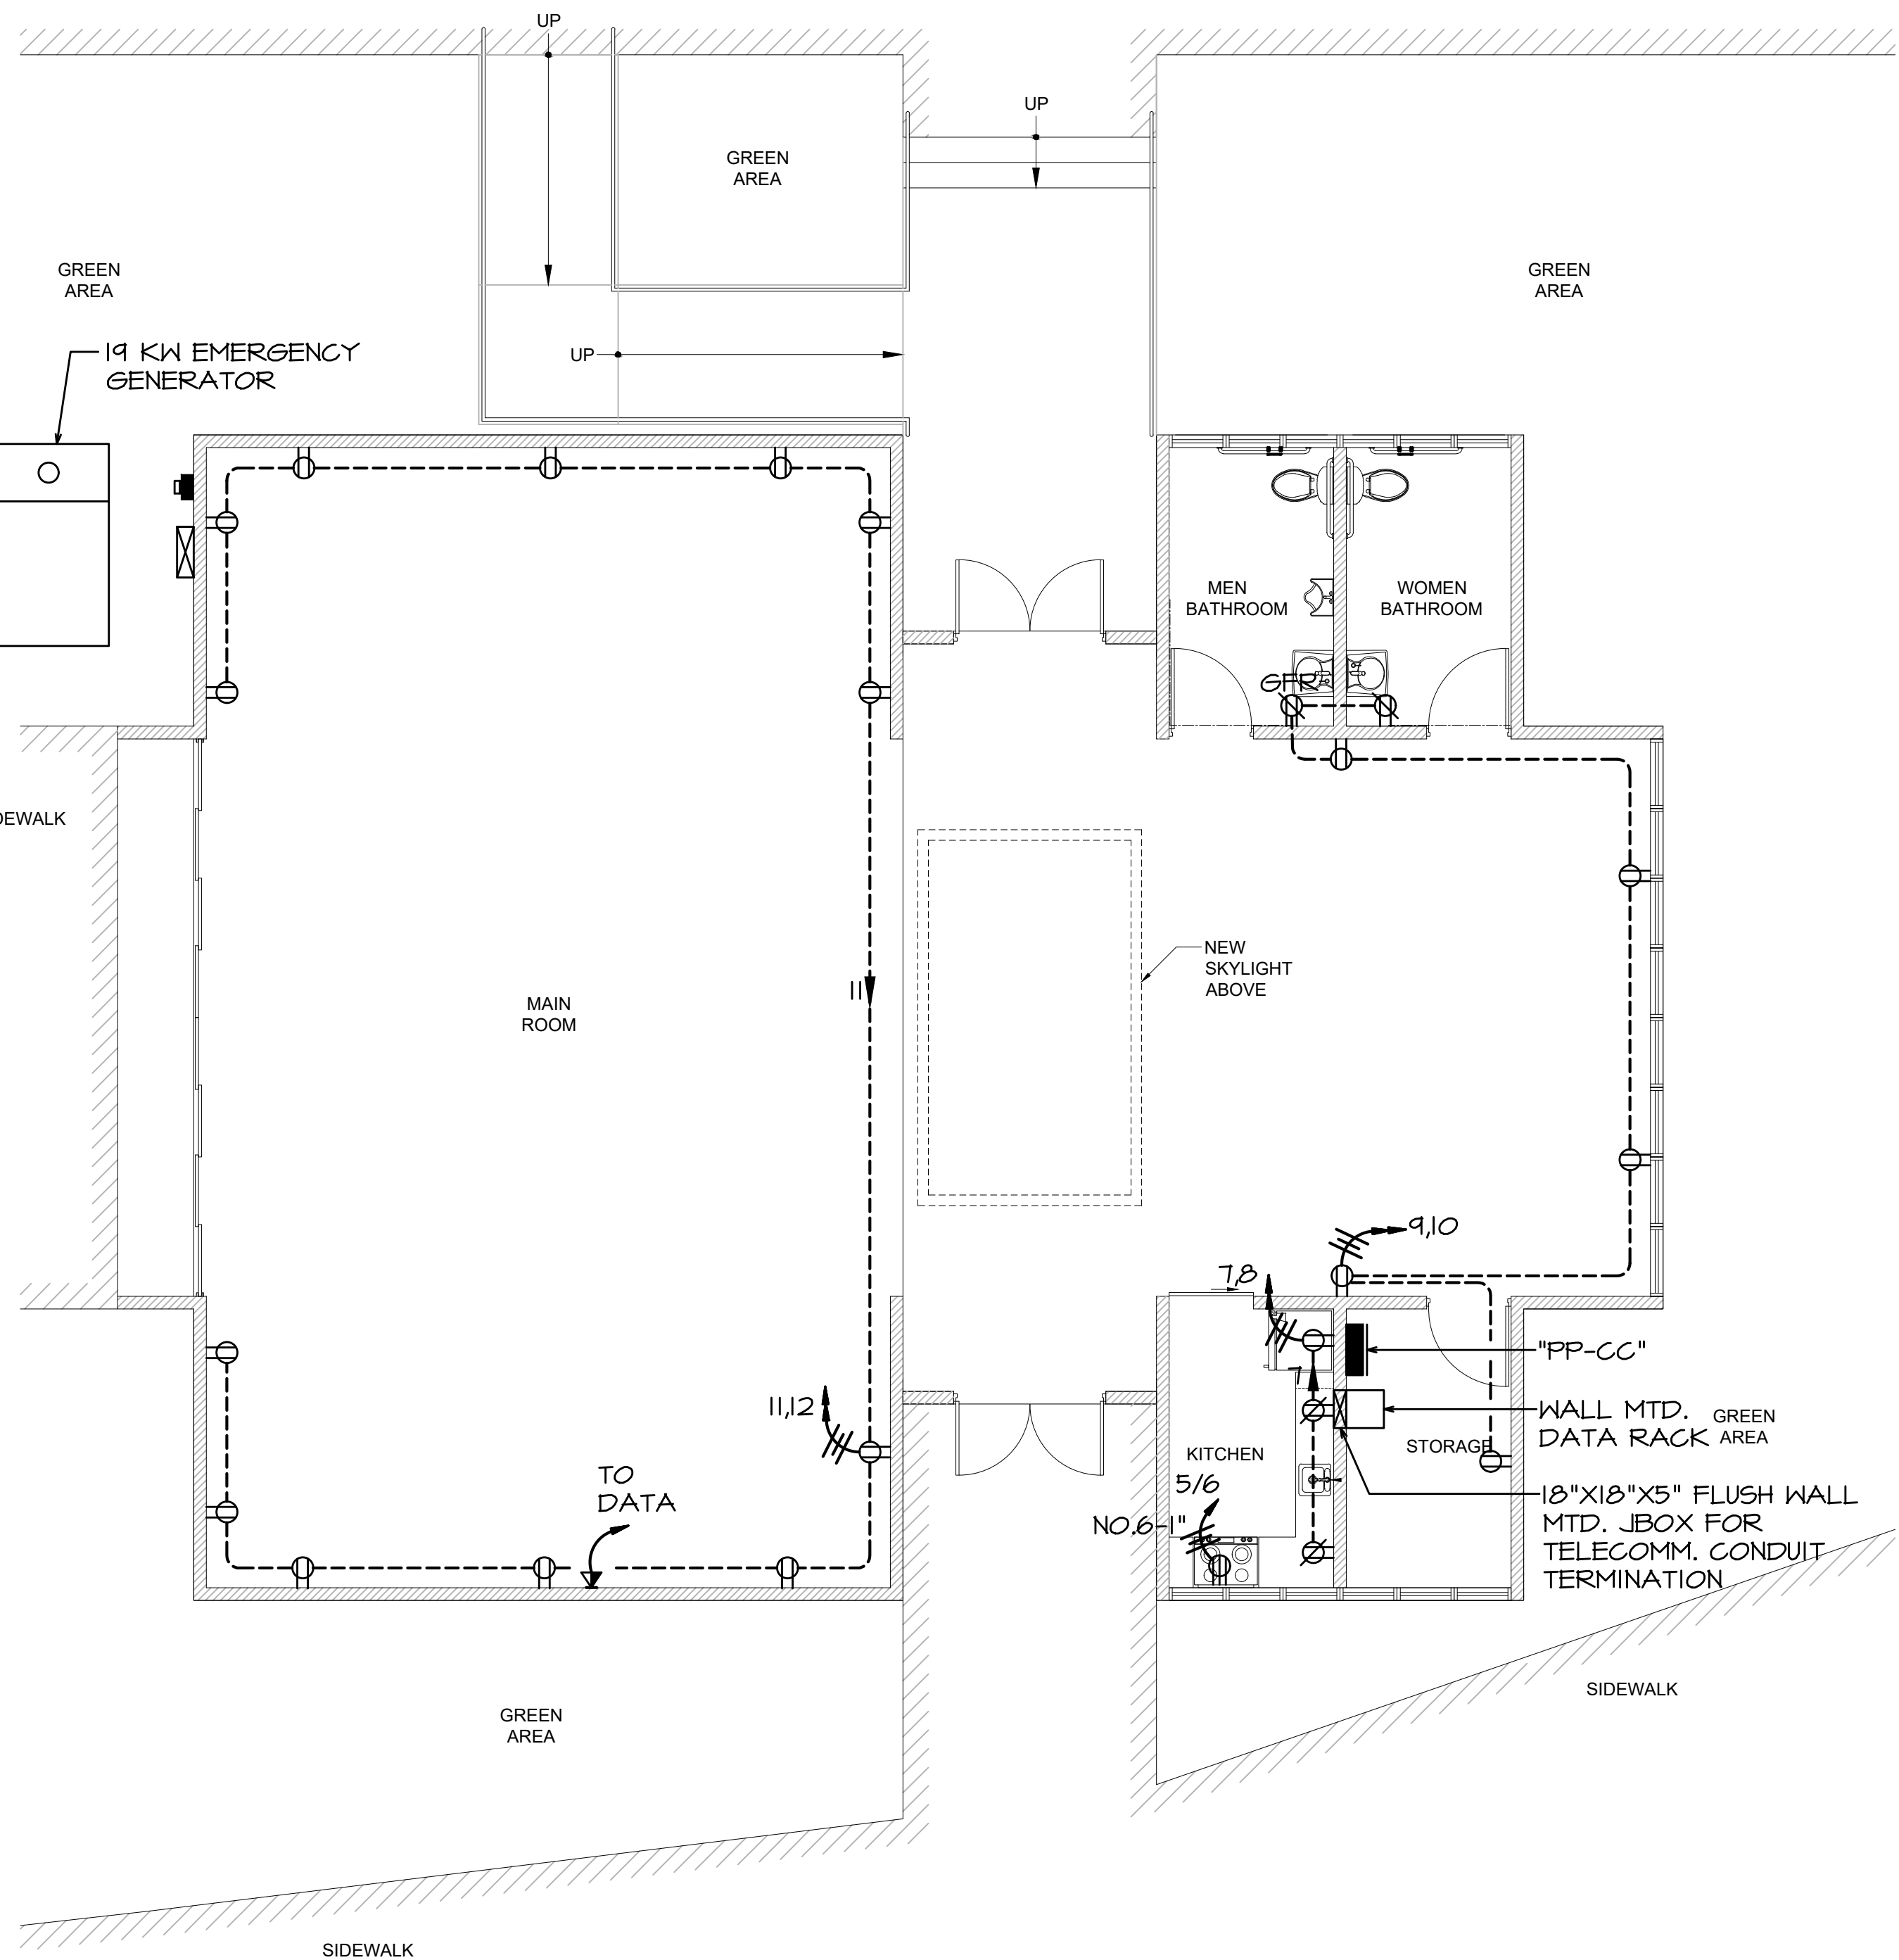 UP
UP
GREEN
AREA
GREEN
AREA
GREEN
AREA
19 KW EMERGENCY
GENERATOR
UP
MEN
BATHROOM
WOMEN
BATHROOM
GFR
DEWALK
NEW
SKYLIGHT
ABOVE
11
MAIN
ROOM
9,10
7,8
"PP-CC"
7
11,12
WALL MTD.
DATA RACK
GREEN
AREA
KITCHEN
STORAGE
TO
DATA
5/6
NO.6-1"
18"X18"X5" FLUSH WALL
MTD. JBOX FOR
TELECOMM. CONDUIT
TERMINATION
GREEN
AREA
SIDEWALK
SIDEWALK